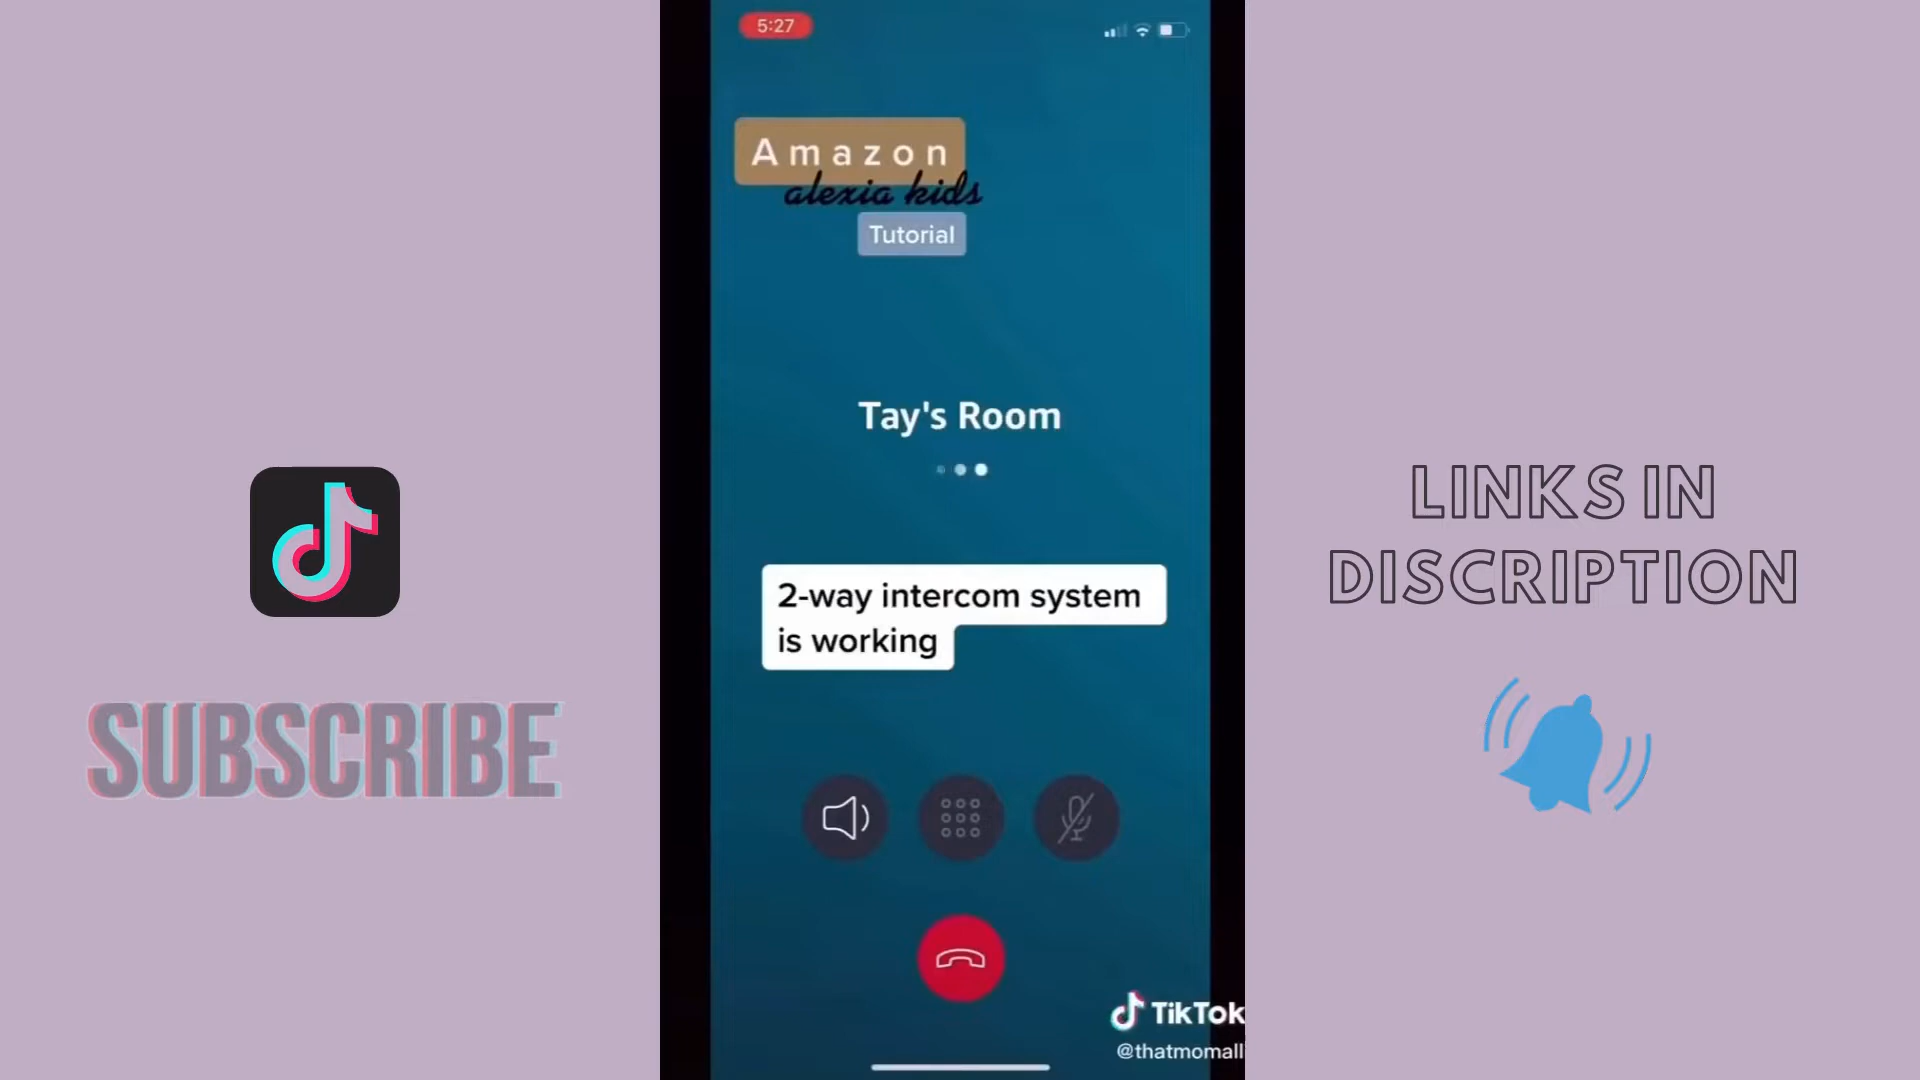 5:27
Amazon
alexia kids
Tutorial
Tay's Room
2-way intercom system
is working
SUBSCRIBE
LINKS IN
DISCRIPTION
TikTok
@thatmomall